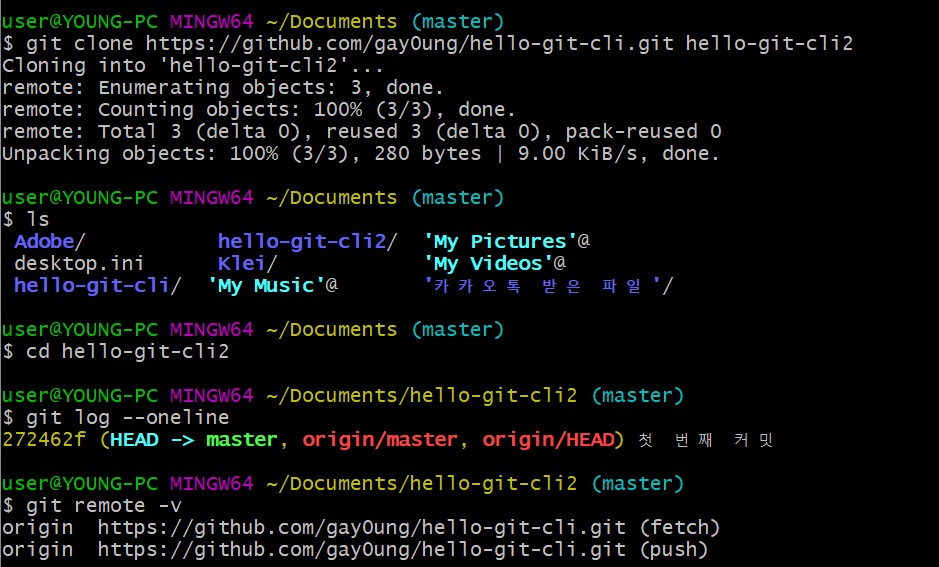 user@YOUNG-PC MINGW64 ~/Documents (master)
$ git clone https://github.com/gay0ung/hello-git-cli.git hello-git-cli2
Cloning into 'hello-git-cli2'...
remote: Enumerating objects: 3, done.
remote: Counting objects: 100% (3/3), done.
remote: Total 3 (delta 0), reused 3 (delta 0), pack-reused 0
Unpacking objects: 100% (3/3), 280 bytes | 9.00 KiB/s, done.
user@YOUNG-PC MINGW64 ~/Documents (master)
$ ls
Adobe/ hello-git-cli2/ 'My Pictures'@
desktop.ini Klei/ 'My Videos'@
hello-git-cli/ 'My Music'@ '카카오톡 받은 파일'/
user@YOUNG-PC MINGW64 ~/Documents (master)
$ cd hello-git-cli2
user@YOUNG-PC MINGW64 ~/Documents/hello-git-cli2 (master)
$ git log --oneline
272462f (HEAD -> master, origin/master, origin/HEAD) 첫 번째 커밋
user@YOUNG-PC MINGW64 ~/Documents/hello-git-cli2 (master)
$ git remote -v
origin https://github.com/gay0ung/hello-git-cli.git (fetch)
origin https://github.com/gay0ung/hello-git-cli.git (push)